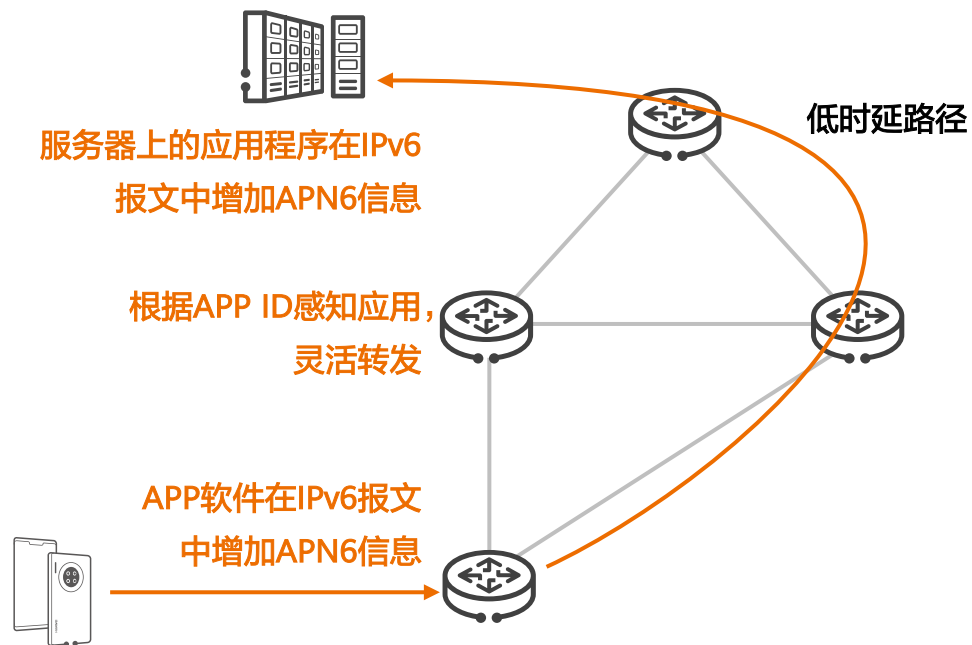 低时延路径
服务器上的应用程序在IPv6
报文中增加APN6信息
根据APP ID感知应用，
灵活转发
APP软件在IPv6报文
中增加APN6信息